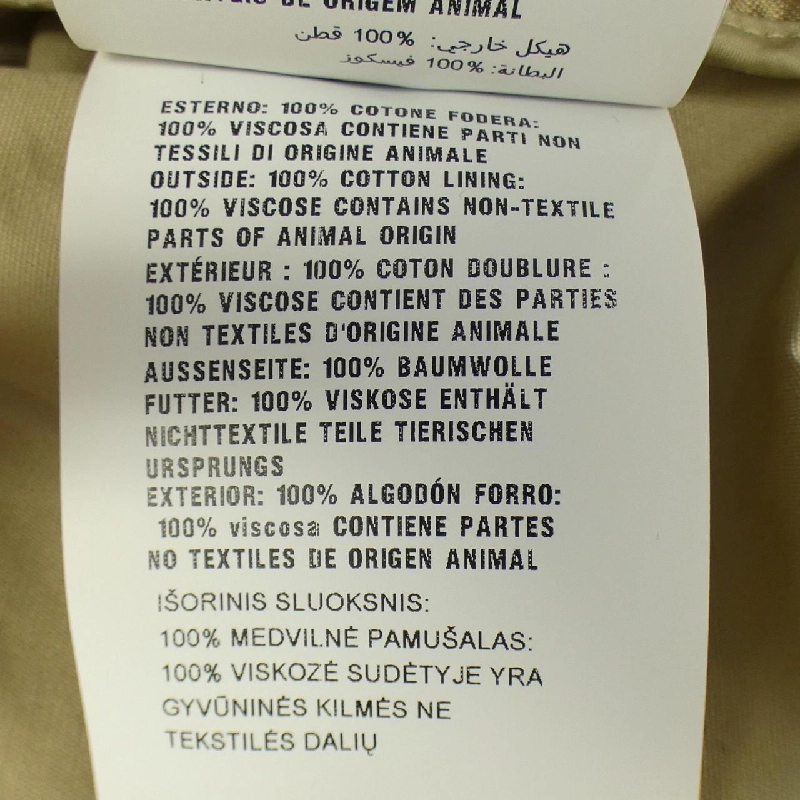 DE ORIGEM ANIMAL
هيكل خارجي: 100% قطن
البطانة: 100% فيسكوز
ESTERNO: 100% COTONE FODERA:
100% VISCOSA CONTIENE PARTI NON
TESSILI DI ORIGINE ANIMALE
OUTSIDE: 100% COTTON LINING:
100% VISCOSE CONTAINS NON-TEXTILE
PARTS OF ANIMAL ORIGIN
EXTÉRIEUR : 100% COTON DOUBLURE :
100% VISCOSE CONTIENT DES PARTIES
NON TEXTILES D'ORIGINE ANIMALE
AUSSENSEITE: 100% BAUMWOLLE
FUTTER: 100% VISKOSE ENTHÄLT
NICHTTEXTILE TEILE TIERISCHEN
URSPRUNGS
EXTERIOR: 100% ALGODÓN FORRO:
100% viscosa CONTIENE PARTES
NO TEXTILES DE ORIGEN ANIMAL
IŠORINIS SLUOKSNIS:
100% MEDVILNĖ PAMUŠALAS:
100% VISKOZĖ SUDĖTYJE YRA
GYVŪNINĖS KILMĖS NE
TEKSTILĖS DALIŲ